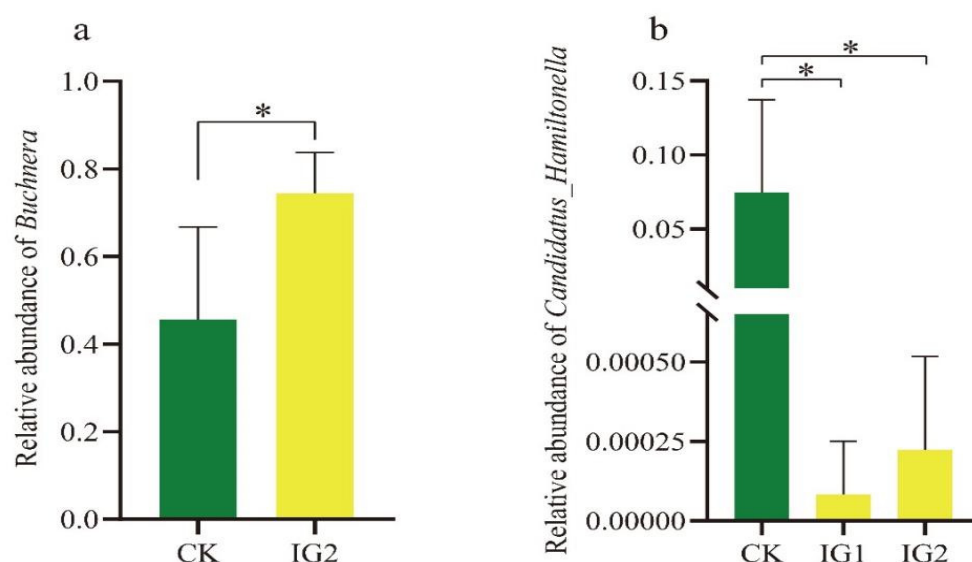 a
Relative abundance of Buchnera
1.0
0.8
0.6
0.4
0.2
0.0
*
CK
IG2
b
Relative abundance of Candidatus_Hamiltonella
0.15
0.10
0.05
0.00050
0.00025
0.00000
*
*
CK
IG1
IG2